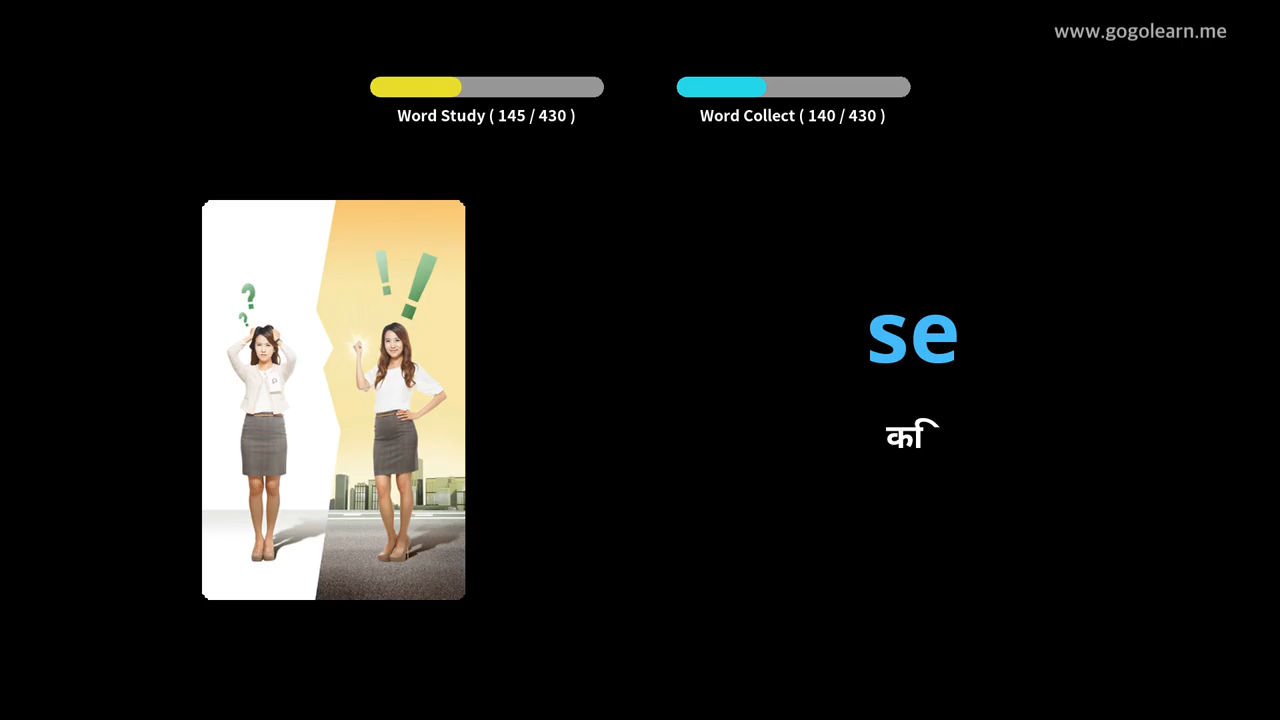 www.gogolearn.me
Word Study ( 145 / 430 )
Word Collect ( 140 / 430 )
? ?
! !
se
कि